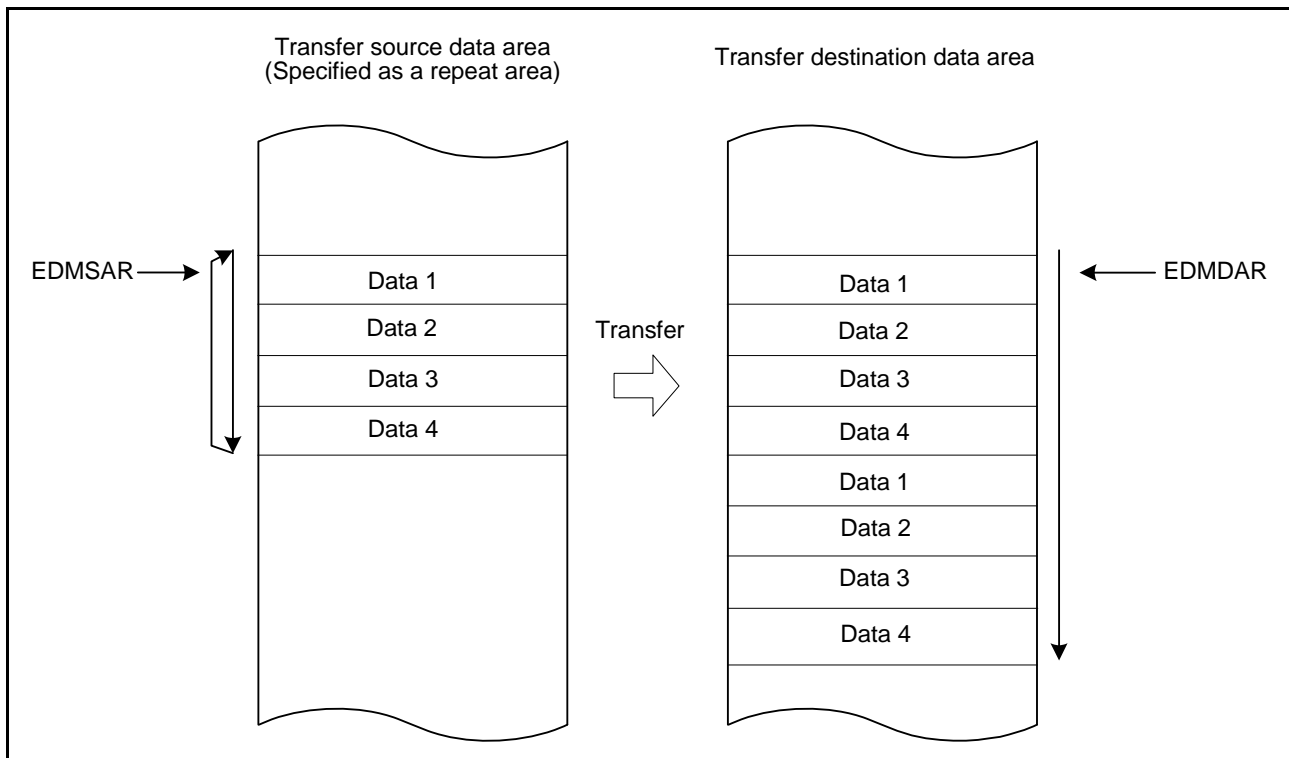 Transfer source data area
(Specified as a repeat area)
Transfer destination data area
EDMSAR
Data 1
Data 2
Data 3
Data 4
Transfer
Data 1
Data 2
Data 3
Data 4
Data 1
Data 2
Data 3
Data 4
EDMDAR